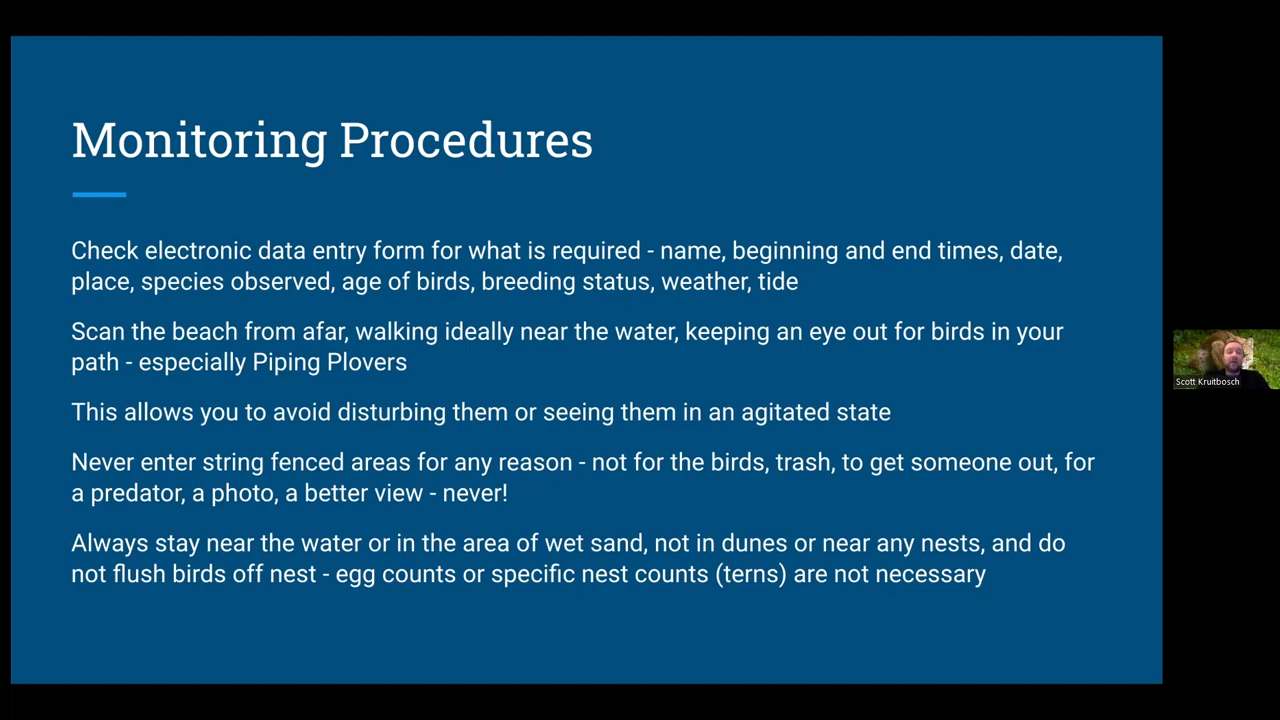 Monitoring Procedures
Check electronic data entry form for what is required - name, beginning and end times, date,
place, species observed, age of birds, breeding status, weather, tide
Scan the beach from afar, walking ideally near the water, keeping an eye out for birds in your
path - especially Piping Plovers
This allows you to avoid disturbing them or seeing them in an agitated state
Never enter string fenced areas for any reason - not for the birds, trash, to get someone out, for
a predator, a photo, a better view - never!
Always stay near the water or in the area of wet sand, not in dunes or near any nests, and do
not flush birds off nest - egg counts or specific nest counts (terns) are not necessary
Scott Kruitbosch